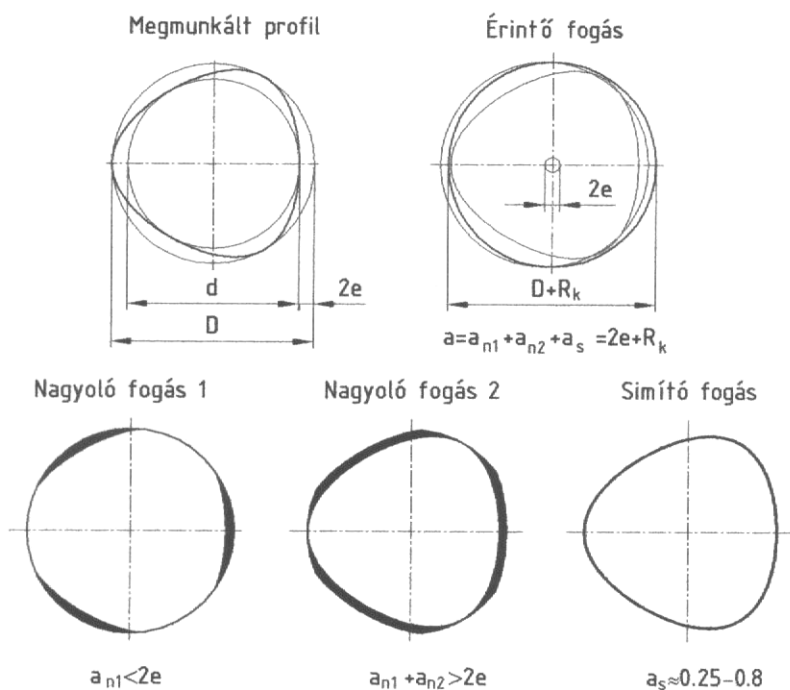 Megmunkált profil
Érintő fogás
2e
d
2e
D
D+Rk
a=an1+an2+as =2e+Rk
Nagyoló fogás 1
Nagyoló fogás 2
Simító fogás
an1<2e
an1+an2>2e
as≈0.25-0.8